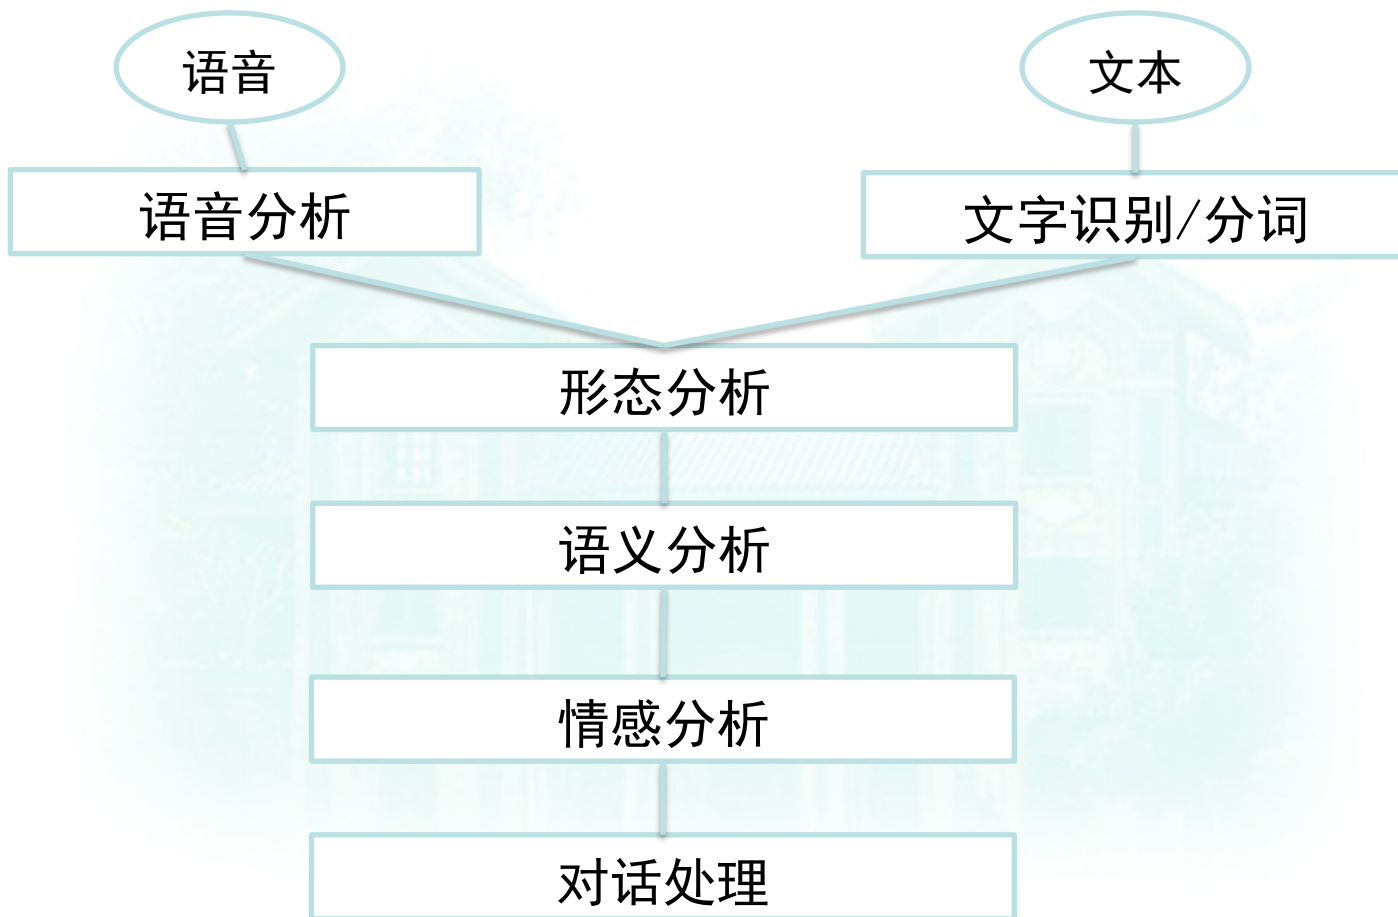 语音
文本
语音分析
文字识别/分词
形态分析
语义分析
情感分析
对话处理